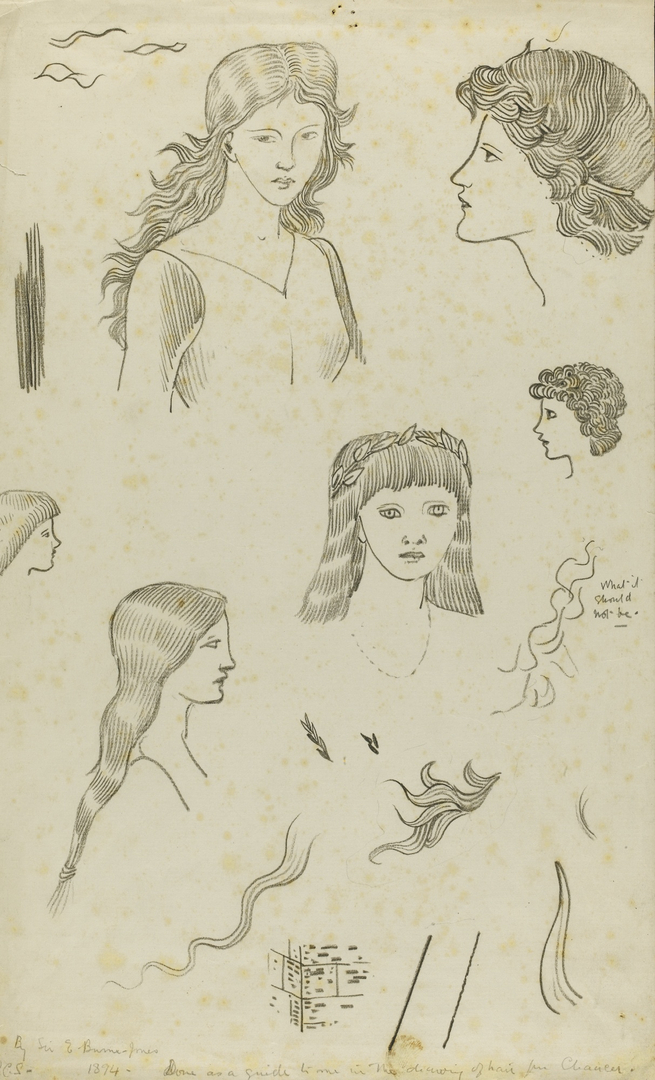 What it
should
not be.
By Sir E. Burne Jones
1894 - Done as a guide to me in the drawing of hair for Chaucer.